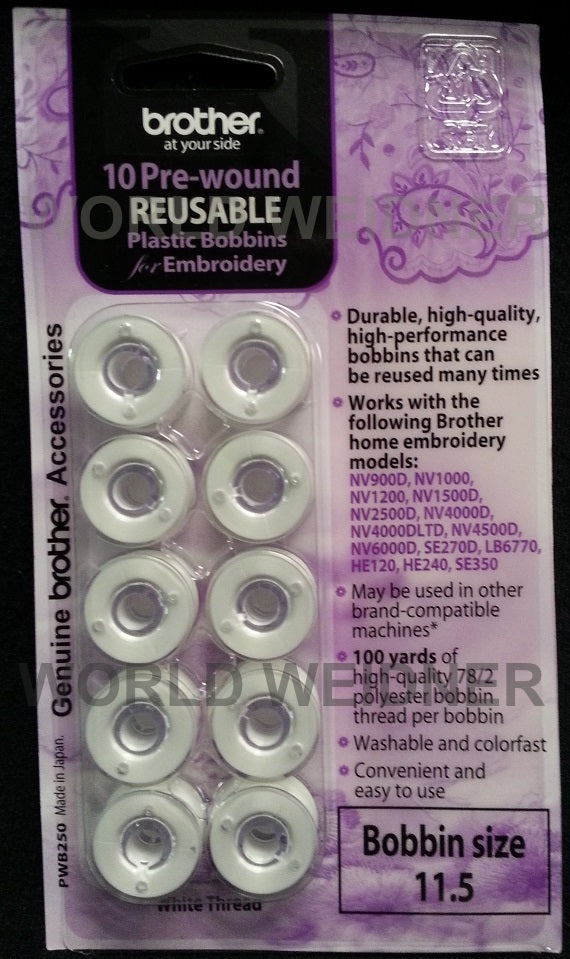 brother®
at your side
10 Pre-wound
REUSABLE
Plastic Bobbins
for Embroidery
WORLD WEIDNER
Durable, high-quality,
high-performance
bobbins that can
be reused many times
Works with the
following Brother
home embroidery
models:
NV900D, NV1000,
NV1200, NV1500D,
NV2500D, NV4000D,
NV4000DLTD, NV4500D,
NV6000D, SE270D, LB6770,
HE120, HE240, SE350
May be used in other
brand-compatible
machines*
100 yards of
high-quality 78/2
polyester bobbin
thread per bobbin
WORLD WEIDNER
Washable and colorfast
Convenient and
easy to use
Bobbin size
11.5
White Thread
Genuine brother® Accessories
PWB250 Made in Japan.